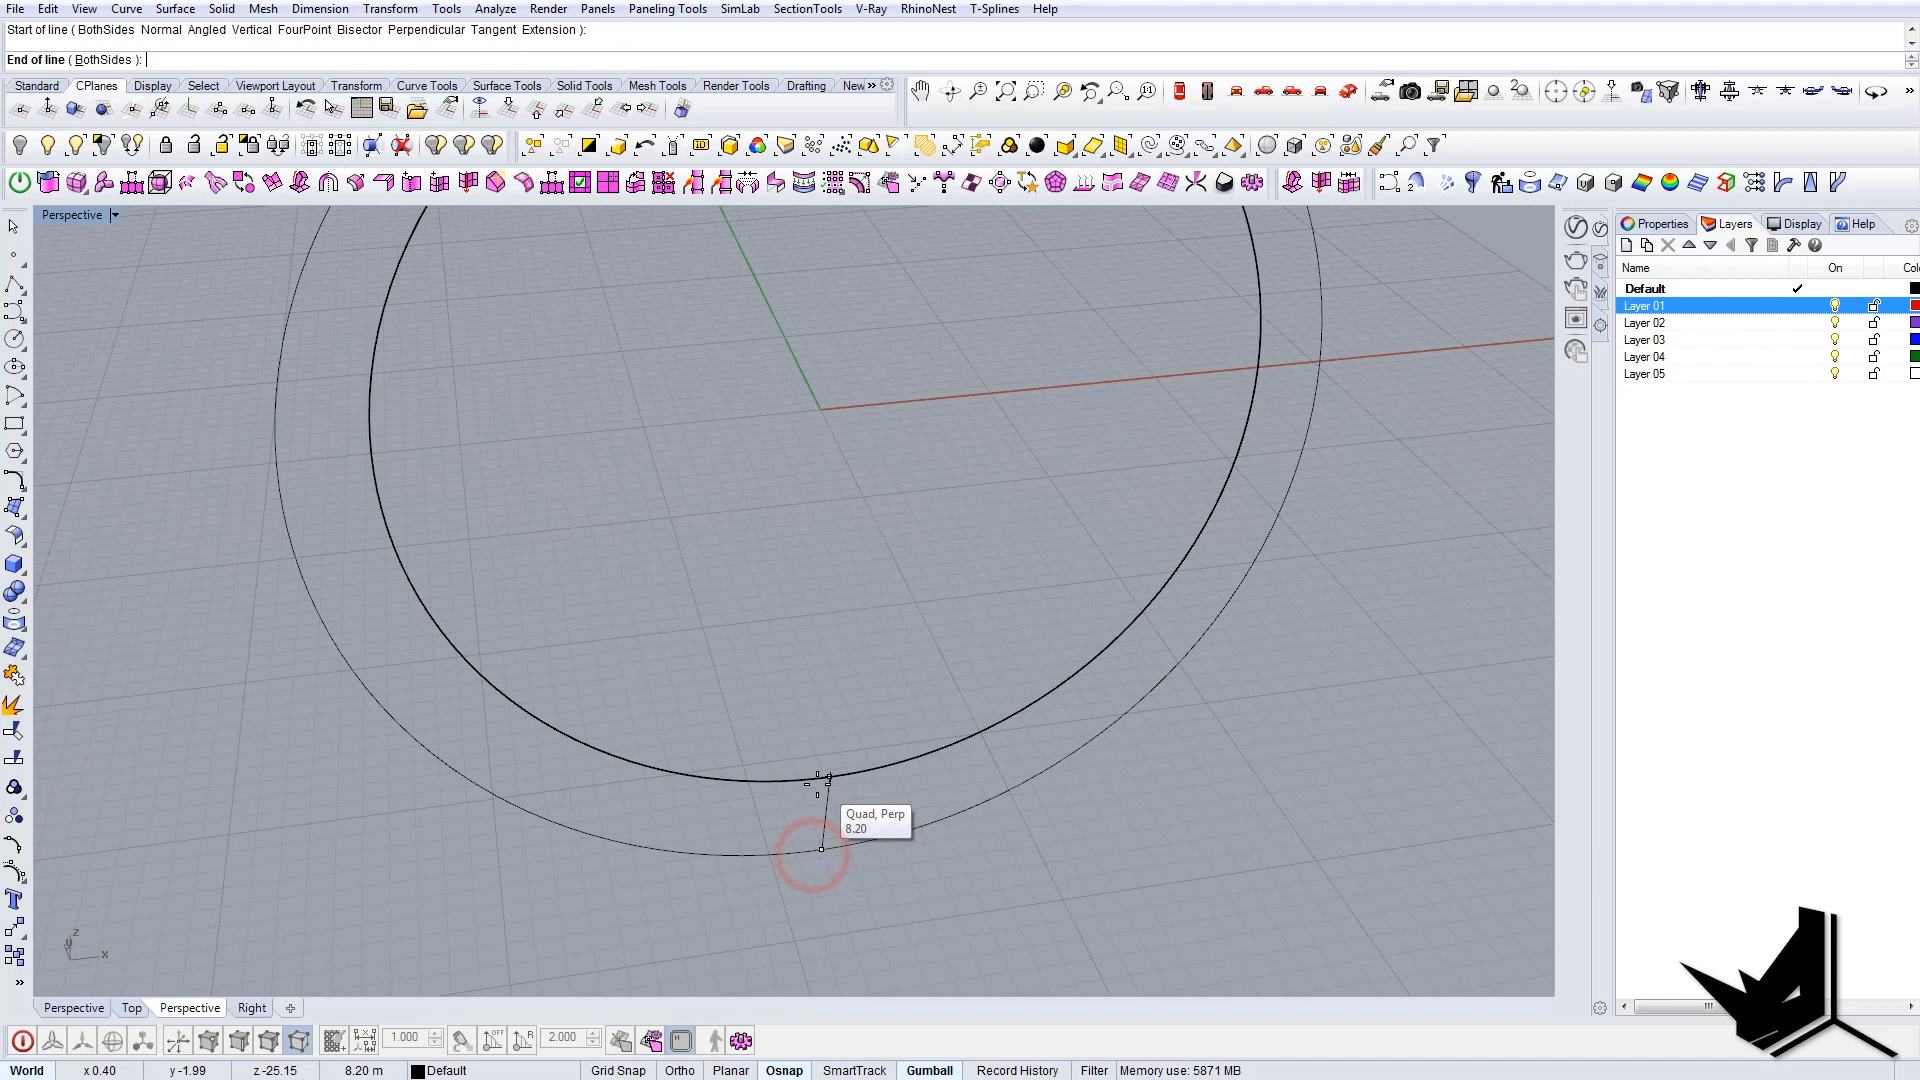 File Edit View Curve Surface Solid Mesh Dimension Transform Tools Analyze Render Panels Paneling Tools SimLab SectionTools V-Ray RhinoNest T-Splines Help
Start of line ( BothSides Normal Angled Vertical FourPoint Bisector Perpendicular Tangent Extension ):
End of line ( BothSides ):
Standard CPlanes Display Select Viewport Layout Transform Curve Tools Surface Tools Solid Tools Mesh Tools Render Tools Drafting New
Perspective
Properties Layers Display Help
Name On Colo
Default
Layer 01
Layer 02
Layer 03
Layer 04
Layer 05
Quad, Perp
8.20
z
y
x
Perspective Top Perspective Right
1.000 2.000
World x 0.40 y -1.99 z -25.15 8.20 m Default Grid Snap Ortho Planar Osnap SmartTrack Gumball Record History Filter Memory use: 5871 MB